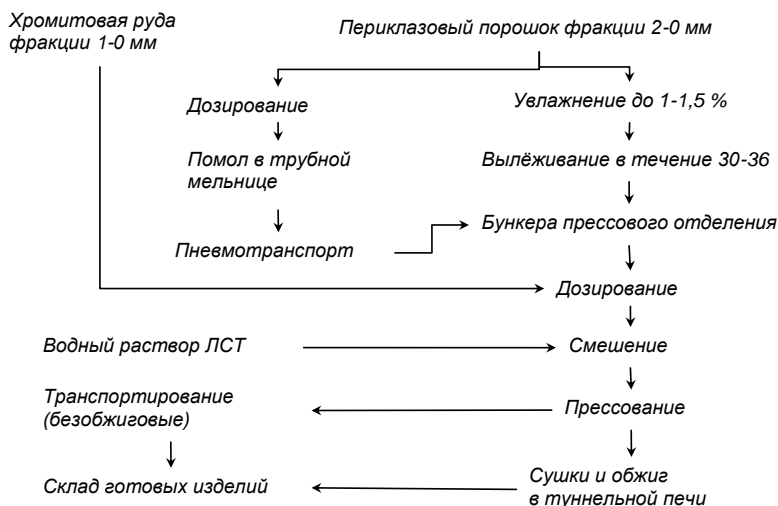 Хромитовая руда
фракции 1-0 мм
Периклазовый порошок фракции 2-0 мм
Дозирование
Увлажнение до 1-1,5 %
Помол в трубной
мельнице
Вылёживание в течение 30-36
Пневмотранспорт
Бункера прессового отделения
Дозирование
Водный раствор ЛСТ
Смешение
Транспортирование
(безобжиговые)
Прессование
Склад готовых изделий
Сушки и обжиг
в туннельной печи